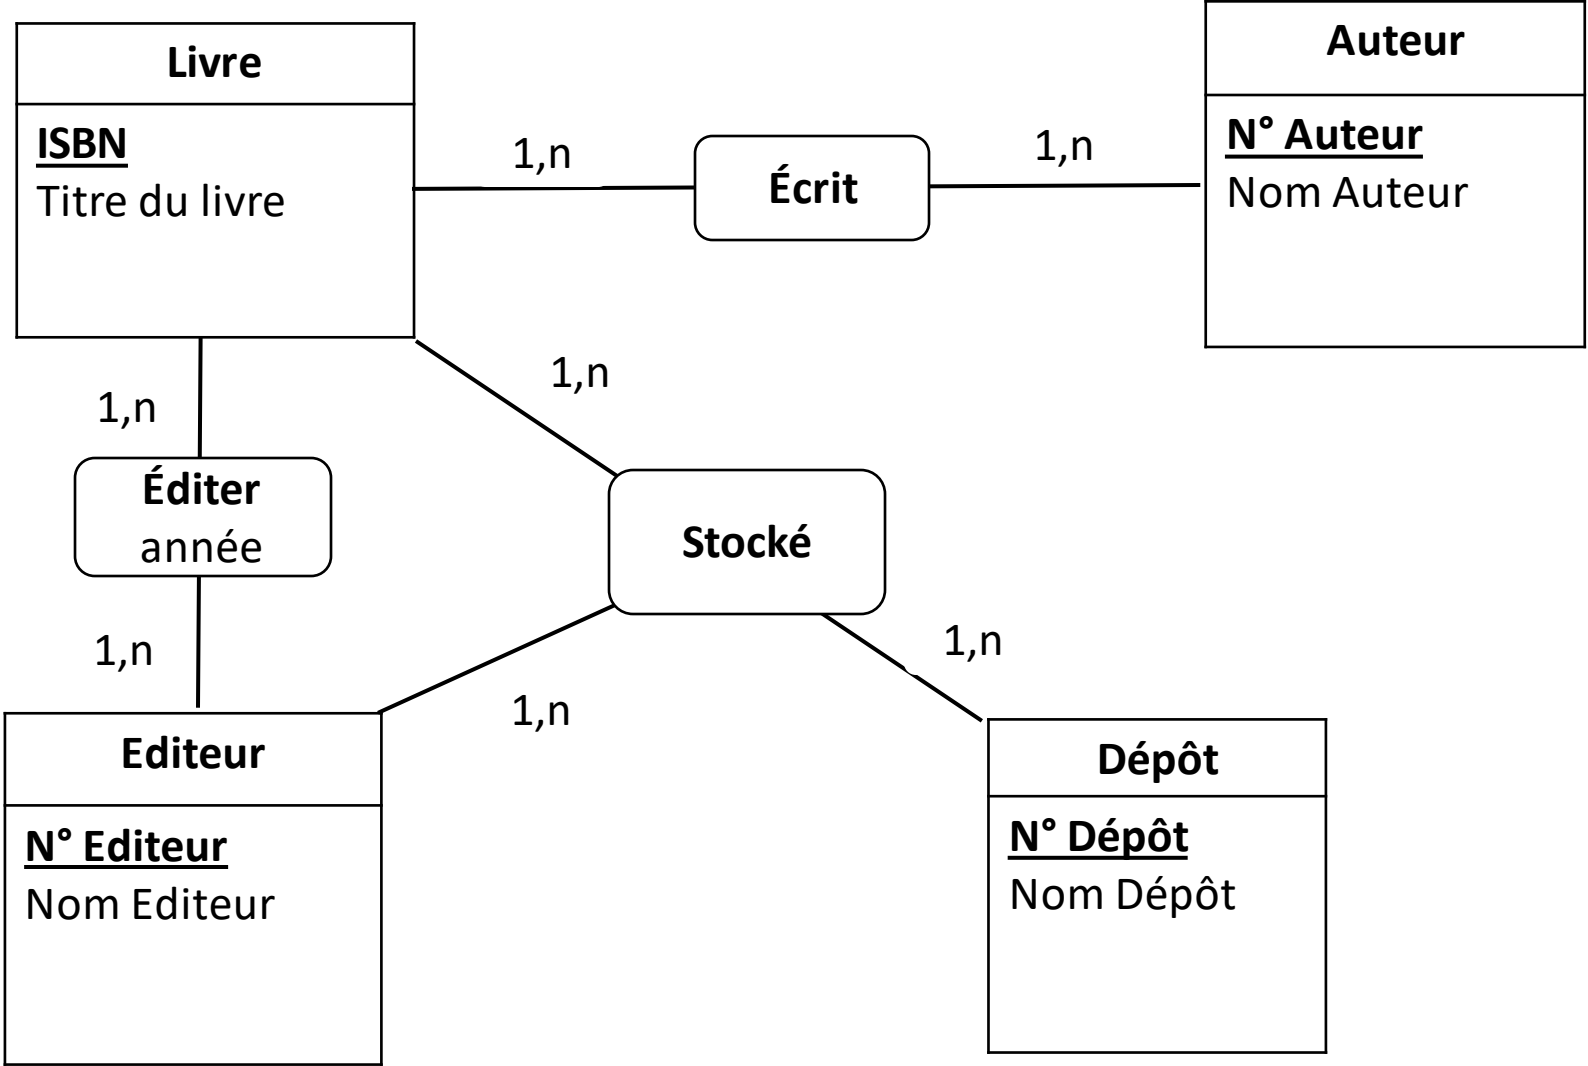 Livre
ISBN
Titre du livre
1,n
Écrit
1,n
Auteur
N° Auteur
Nom Auteur
1,n
1,n
Éditer
année
Stocké
1,n
1,n
1,n
Editeur
N° Editeur
Nom Editeur
Dépôt
N° Dépôt
Nom Dépôt